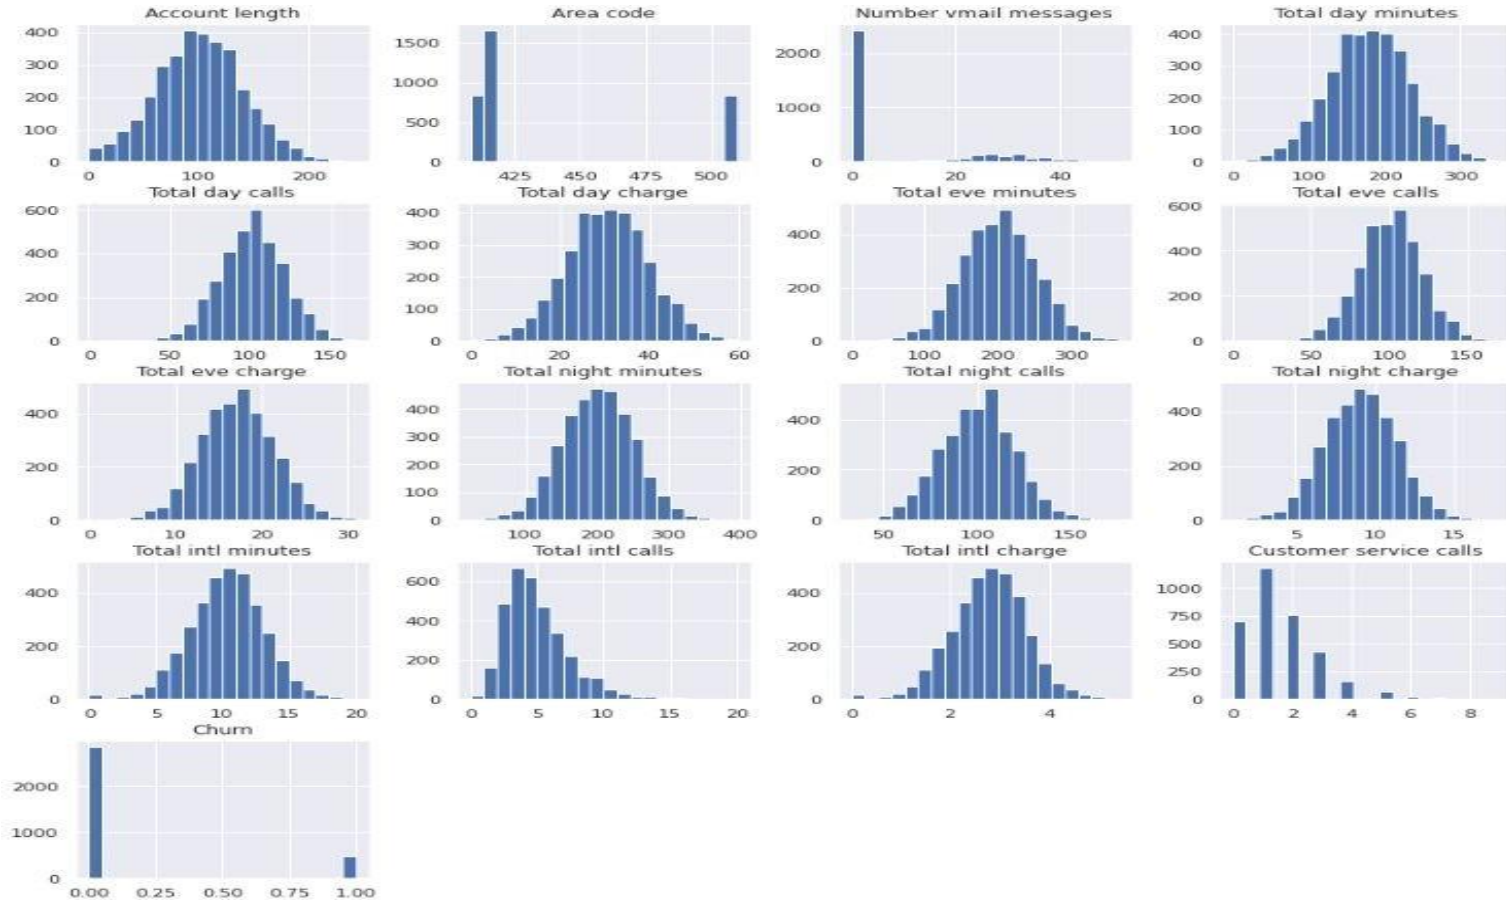 Account length Area code Number vmail messages Total day minutes
400 1500 2000 400
300 300
200 1000 1000 200
100 500 100
0 0 0 0
0 100 200 425 450 475 500 20 40 0 100 200 300
Total day calls Total day charge Total eve minutes Total eve calls
600 400 400 600
400 300 400
200 200 200
200 100
0 0 0 0
0 50 100 150 0 20 40 60 0 100 200 300 0 50 100 150
Total eve charge Total night minutes Total night calls Total night charge
400 400 400 400
300
200 200 200 200
100
0 0 0 0
0 10 20 30 100 200 300 400 50 100 150 5 10 15
Total intl minutes Total intl calls Total intl charge Customer service calls
400 600 400 1000
400 750
200 200 200 500
250
0 0 0 0
0 5 10 15 20 0 5 10 15 20 0 2 4 0 2 4 6 8
Churn
2000
1000
0
0.00 0.25 0.50 0.75 1.00